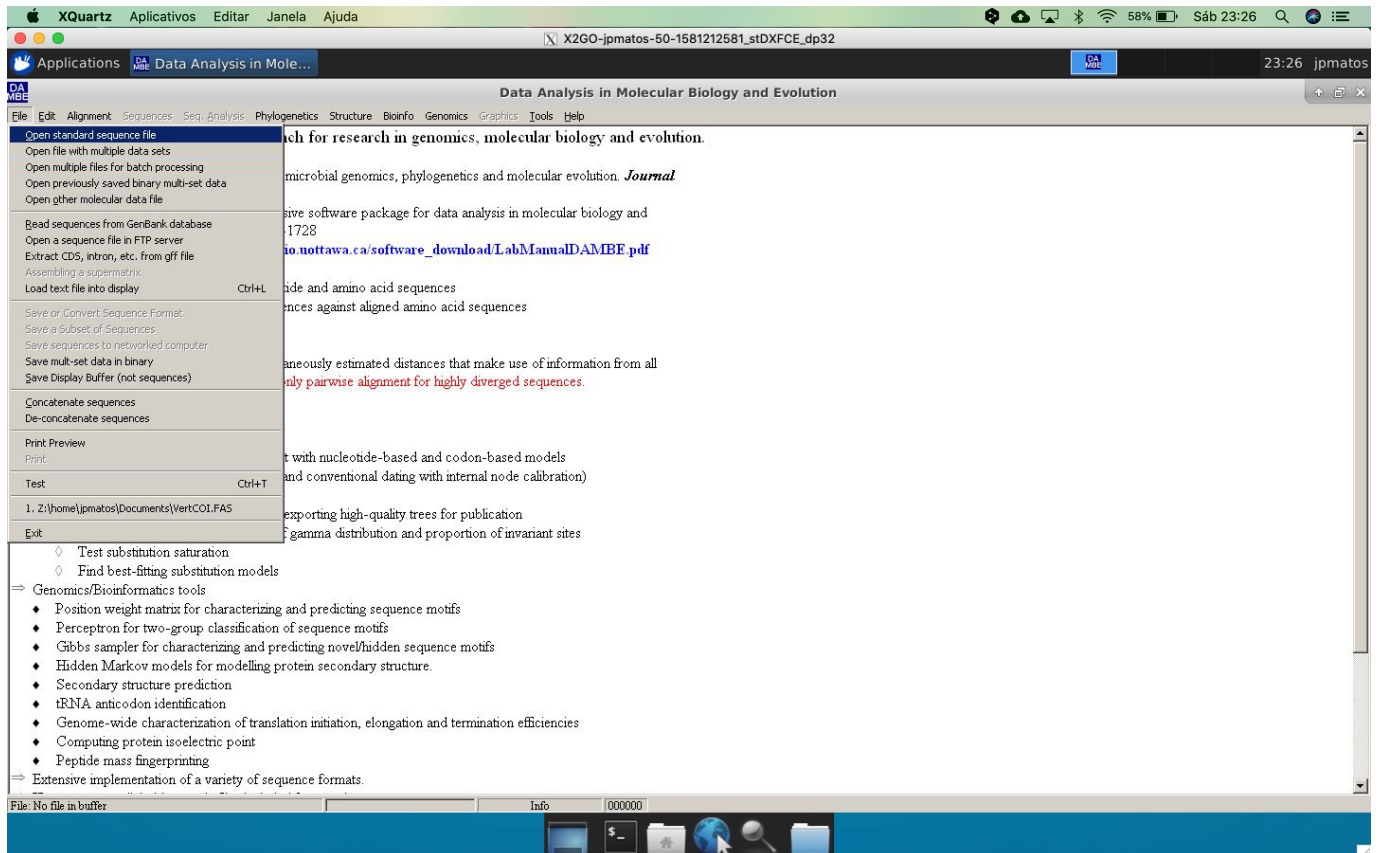 XQuartz Aplicativos Editar Janela Ajuda 58% Sáb 23:26
X2GO-jpmatos-50-1581212581_stDXFCE_dp32
Applications DA MBE Data Analysis in Mole... DA MBE 23:26 jpmatos
DA MBE Data Analysis in Molecular Biology and Evolution
File Edit Alignment Sequences Seq. Analysis Phylogenetics Structure Bioinfo Genomics Graphics Tools Help
Open standard sequence file
Open file with multiple data sets
Open multiple files for batch processing
Open previously saved binary multi-set data
Open other molecular data file
Read sequences from GenBank database
Open a sequence file in FTP server
Extract CDS, intron, etc. from gff file
Assembling a supermatrix
Load text file into display Ctrl+L
Save or Convert Sequence Format
Save a Subset of Sequences
Save sequences to networked computer
Save mult-set data in binary
Save Display Buffer (not sequences)
Concatenate sequences
De-concatenate sequences
Print Preview
Print
Test Ctrl+T
1. Z:\home\jpmatos\Documents\VertCOI.FAS
Exit
ch for research in genomics, molecular biology and evolution.
microbial genomics, phylogenetics and molecular evolution. Journal
sive software package for data analysis in molecular biology and
-1728
io.uottawa.ca/software_download/LabManualDAMBE.pdf
tide and amino acid sequences
ences against aligned amino acid sequences
aneously estimated distances that make use of information from all
only pairwise alignment for highly diverged sequences.
t with nucleotide-based and codon-based models
and conventional dating with internal node calibration)
exporting high-quality trees for publication
f gamma distribution and proportion of invariant sites
◊ Test substitution saturation
◊ Find best-fitting substitution models
⇒ Genomics/Bioinformatics tools
♦ Position weight matrix for characterizing and predicting sequence motifs
♦ Perceptron for two-group classification of sequence motifs
♦ Gibbs sampler for characterizing and predicting novel/hidden sequence motifs
♦ Hidden Markov models for modelling protein secondary structure.
♦ Secondary structure prediction
♦ tRNA anticodon identification
♦ Genome-wide characterization of translation initiation, elongation and termination efficiencies
♦ Computing protein isoelectric point
♦ Peptide mass fingerprinting
⇒ Extensive implementation of a variety of sequence formats.
File: No file in buffer Info 000000
$_